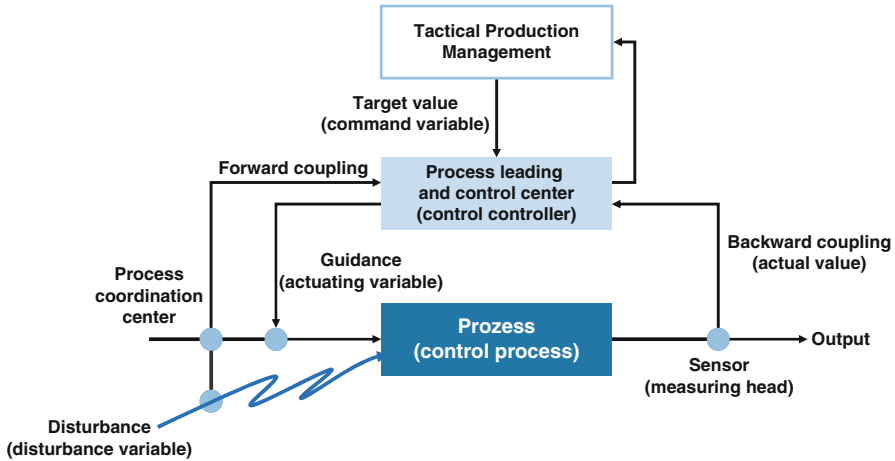 Tactical Production
Management
Target value
(command variable)
Forward coupling
Process leading
and control center
(control controller)
Backward coupling
(actual value)
Guidance
(actuating variable)
Process
coordination
center
Prozess
(control process)
Output
Sensor
(measuring head)
Disturbance
(disturbance variable)